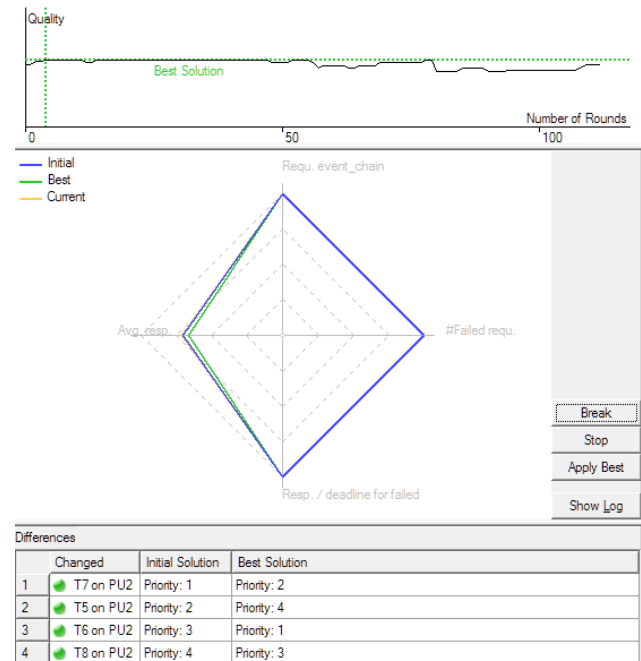 Quality
Best Solution
Number of Rounds
0 50 100
Initial
Best
Current
Requ. event_chain
Avg. resp.
#Failed requ.
Resp. / deadline for failed
Break
Stop
Apply Best
Show Log
Differences
Changed Initial Solution Best Solution
1 T7 on PU2 Priority: 1 Priority: 2
2 T5 on PU2 Priority: 2 Priority: 4
3 T6 on PU2 Priority: 3 Priority: 1
4 T8 on PU2 Priority: 4 Priority: 3